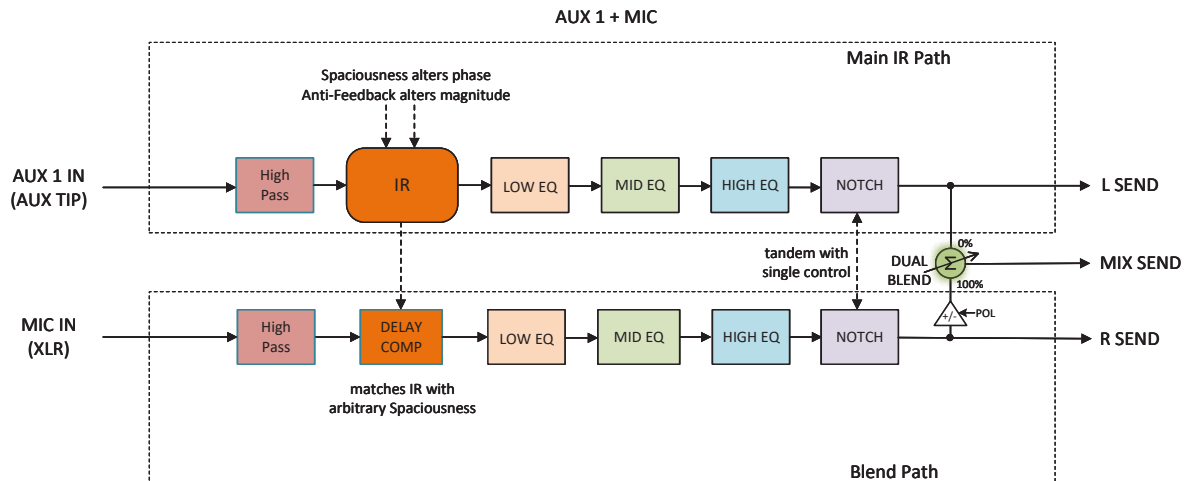 AUX 1 + MIC
Main IR Path
Spaciousness alters phase
Anti-Feedback alters magnitude
AUX 1 IN
(AUX TIP)
High
Pass
IR
LOW EQ
MID EQ
HIGH EQ
NOTCH
L SEND
tandem with
single control
DUAL
BLEND
0%
Σ
100%
MIX SEND
MIC IN
(XLR)
High
Pass
DELAY
COMP
LOW EQ
MID EQ
HIGH EQ
NOTCH
+/-
POL
R SEND
matches IR with
arbitrary Spaciousness
Blend Path